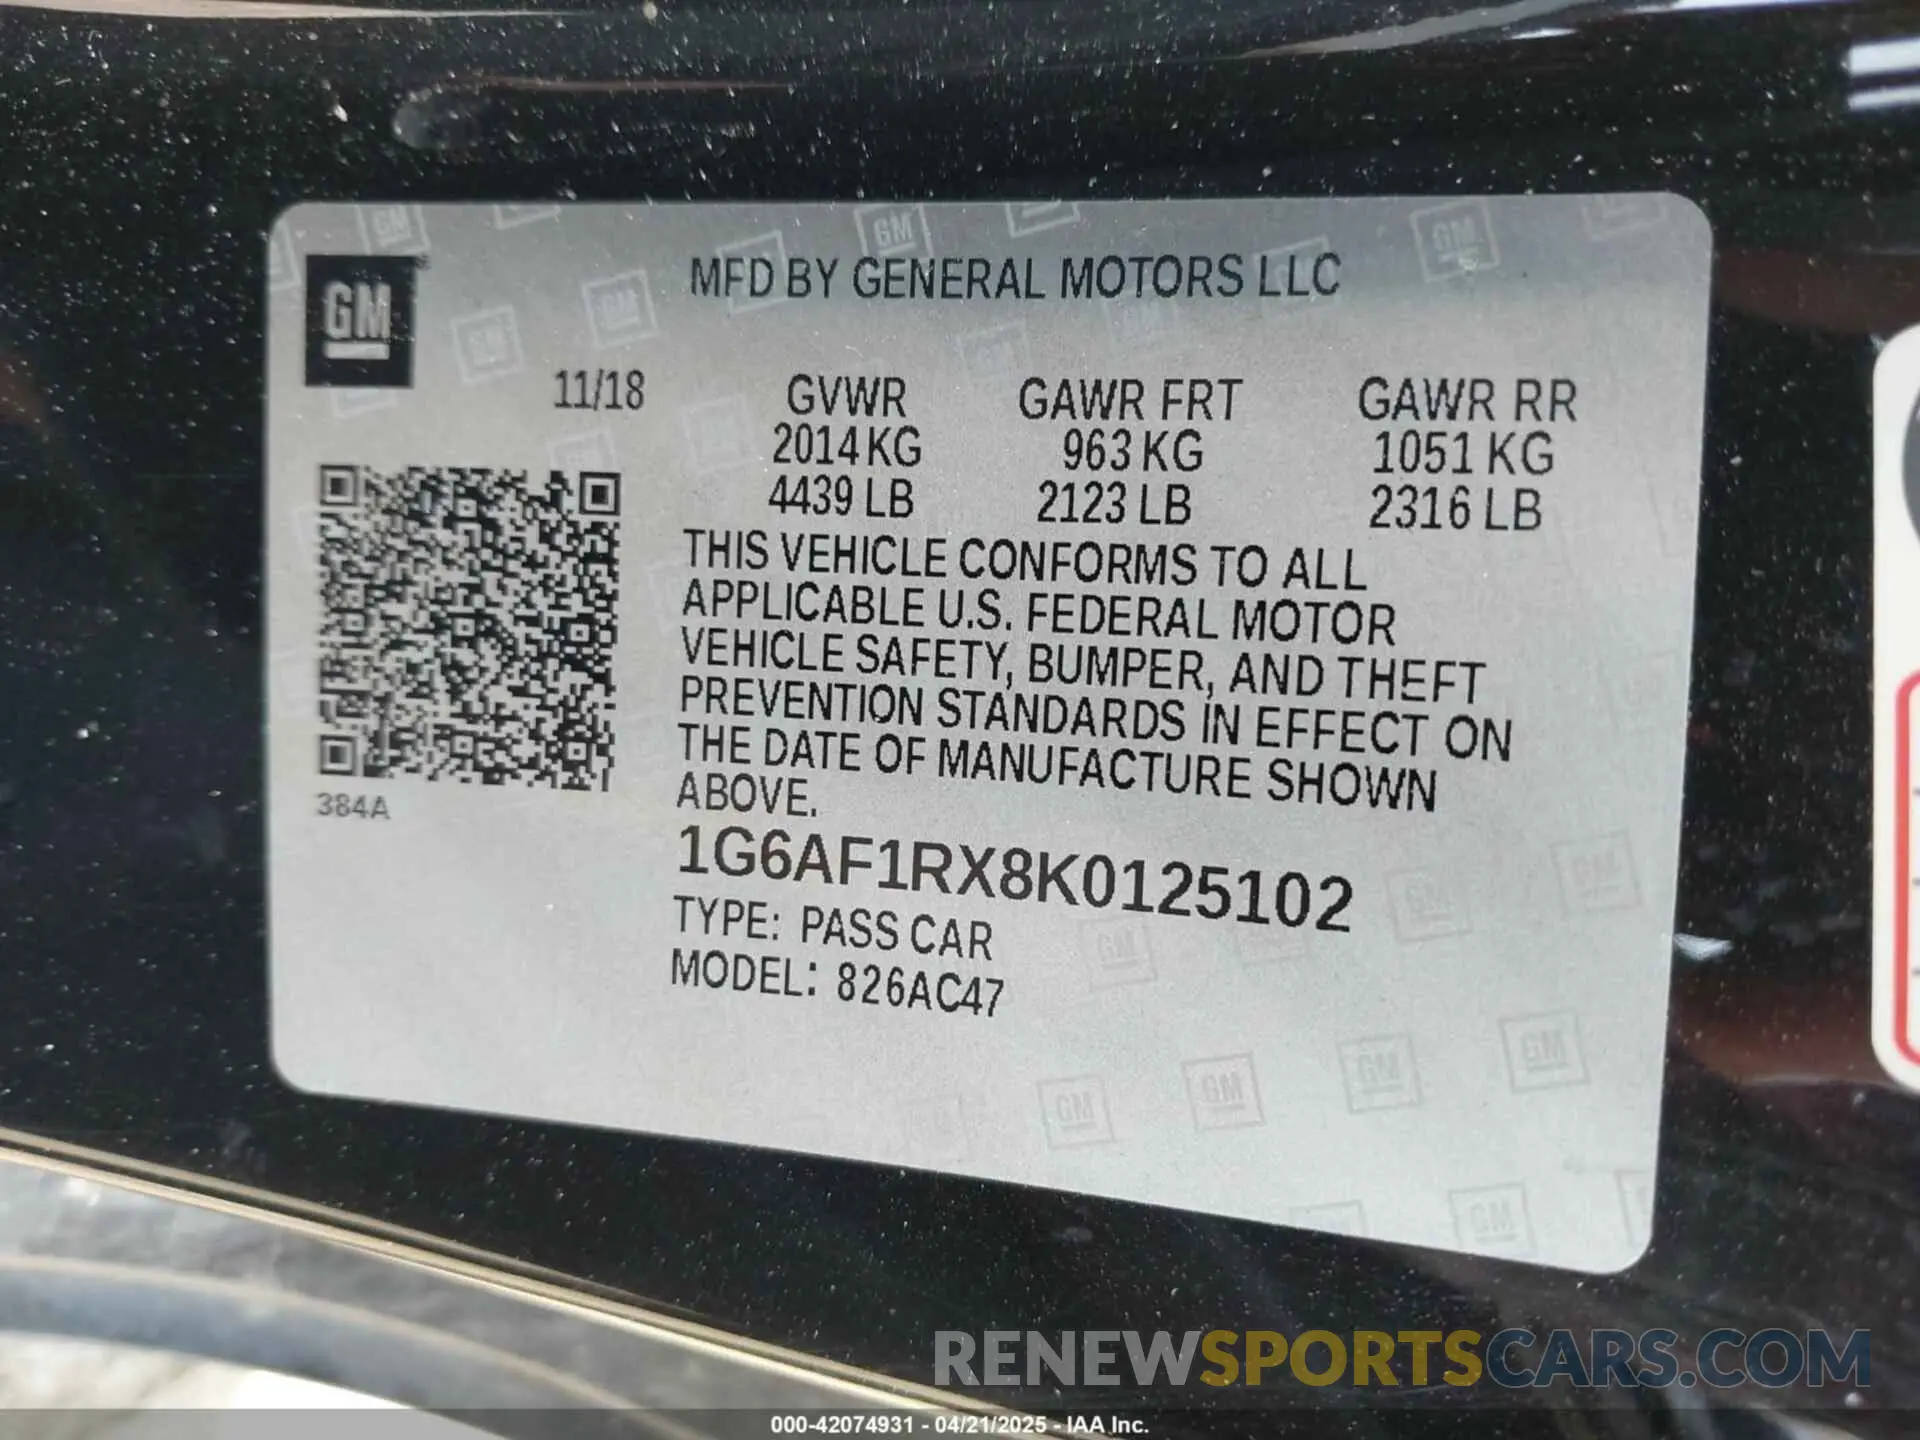 GM
MFD BY GENERAL MOTORS LLC
11/18
GVWR GAWR FRT GAWR RR
2014 KG 963 KG 1051 KG
4439 LB 2123 LB 2316 LB
384A
THIS VEHICLE CONFORMS TO ALL
APPLICABLE U.S. FEDERAL MOTOR
VEHICLE SAFETY, BUMPER, AND THEFT
PREVENTION STANDARDS IN EFFECT ON
THE DATE OF MANUFACTURE SHOWN
ABOVE.
1G6AF1RX8K0125102
TYPE: PASS CAR
MODEL: 826AC47
RENEWSPORTSCARS.COM
000-42074931 - 04/21/2025 - IAA Inc.